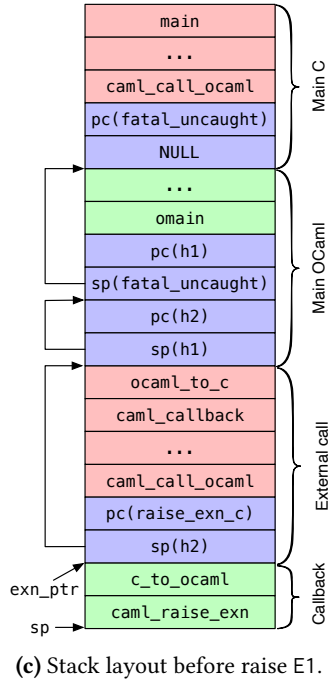 main
...
caml_call_ocaml
pc(fatal_uncaught)
NULL
Main C
...
omain
pc(h1)
sp(fatal_uncaught)
pc(h2)
sp(h1)
Main OCaml
ocaml_to_c
caml_callback
...
caml_call_ocaml
pc(raise_exn_c)
sp(h2)
External call
exn_ptr
c_to_ocaml
caml_raise_exn
Callback
sp
(c) Stack layout before raise E1.